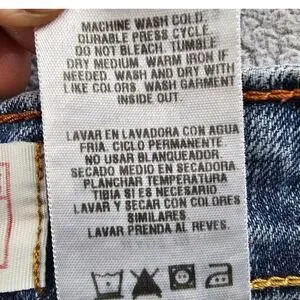 MACHINE WASH COLD.
DURABLE PRESS CYCLE.
DO NOT BLEACH. TUMBLE
DRY MEDIUM. WARM IRON IF
NEEDED. WASH AND DRY WITH
LIKE COLORS. WASH GARMENT
INSIDE OUT.
LAVAR EN LAVADORA CON AGUA
FRIA. CICLO PERMANENTE.
NO USAR BLANQUEADOR.
SECADO MEDIO EN SECADORA
PLANCHAR TEMPERATURA
TIBIA SI ES NECESARIO
LAVAR Y SECAR CON COLORES
SIMILARES
LAVAR PRENDA AL REVES.